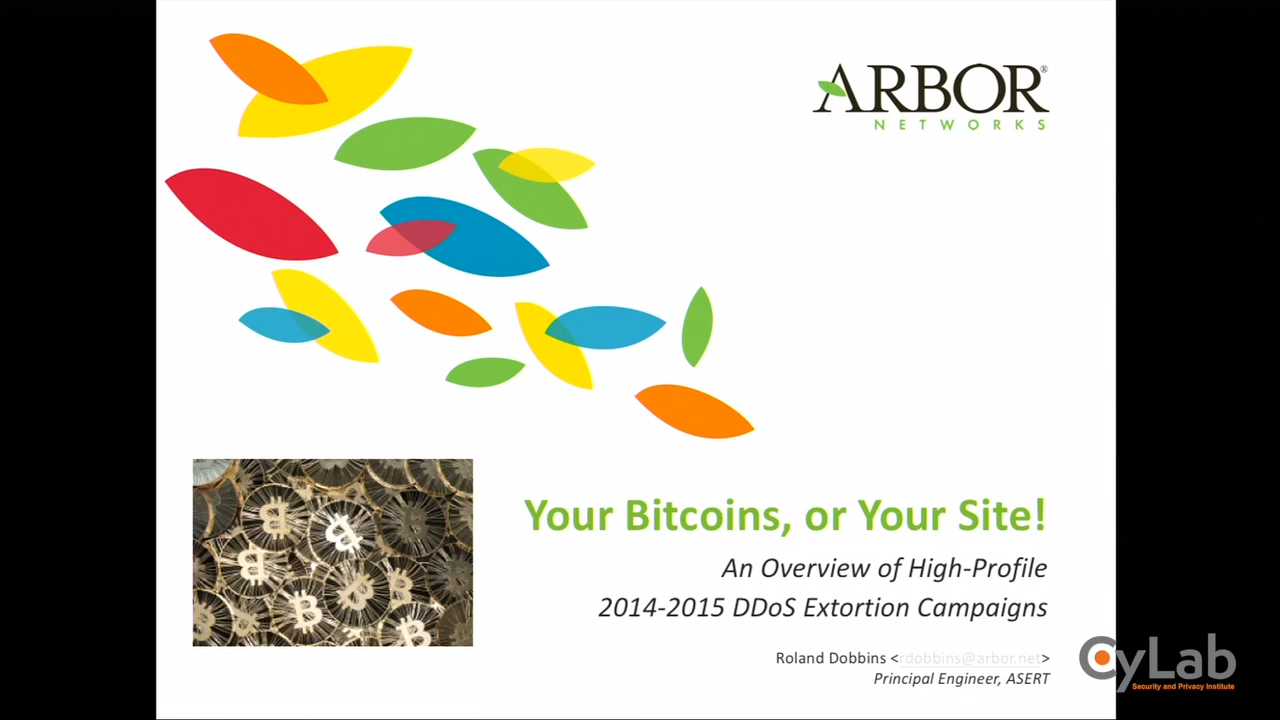 ARBOR®
NETWORKS
Your Bitcoins, or Your Site!
An Overview of High-Profile
2014-2015 DDoS Extortion Campaigns
Roland Dobbins <rdobbins@arbor.net>
Principal Engineer, ASERT
CyLab
Security and Privacy Institute